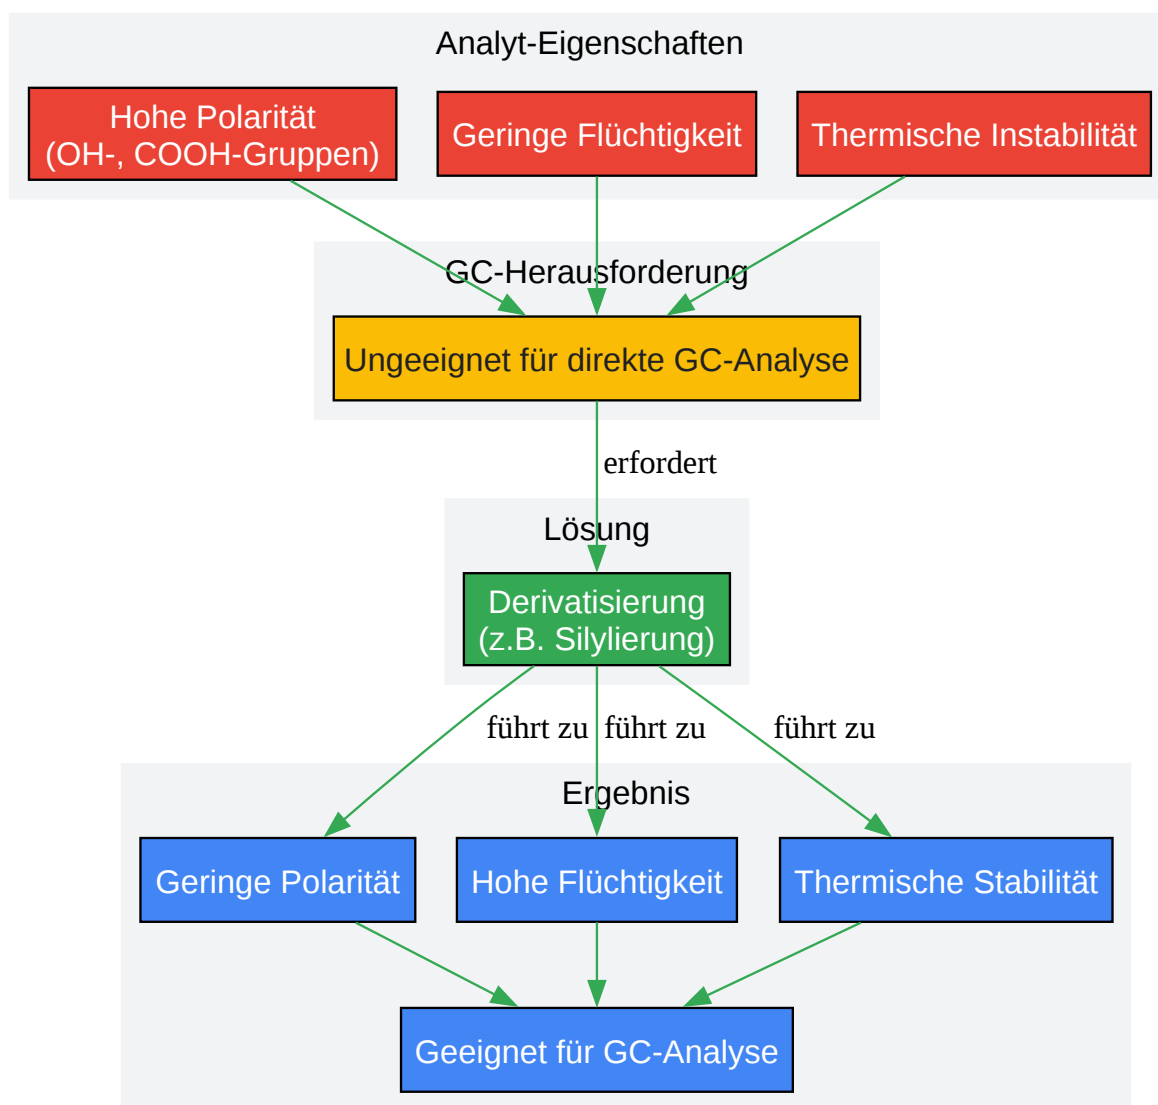 Analyt-Eigenschaften
Hohe Polarität
(OH-, COOH-Gruppen)
Geringe Flüchtigkeit
Thermische Instabilität
GC-Herausforderung
Ungeeignet für direkte GC-Analyse
erfordert
Lösung
Derivatisierung
(z.B. Silylierung)
führt zu
führt zu
führt zu
Ergebnis
Geringe Polarität
Hohe Flüchtigkeit
Thermische Stabilität
Geeignet für GC-Analyse